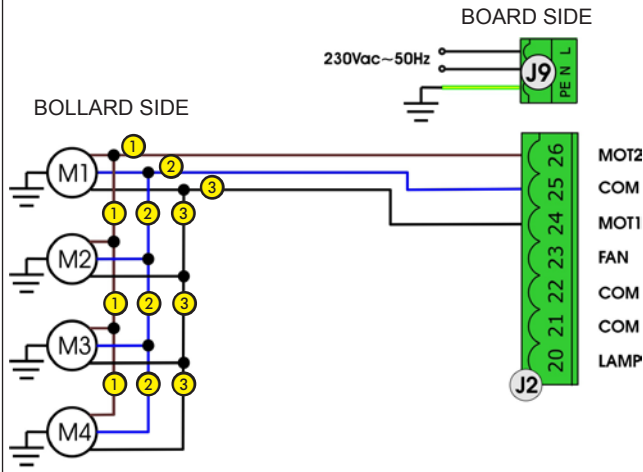 BOARD SIDE
230Vac~50Hz
J9
L
N
PE
BOLLARD SIDE
M1
1
2
3
1 2 3
M2
1 2 3
M3
1 2 3
M4
26 MOT2
25 COM
24 MOT1
23 FAN
22 COM
21 COM
20 LAMP
J2